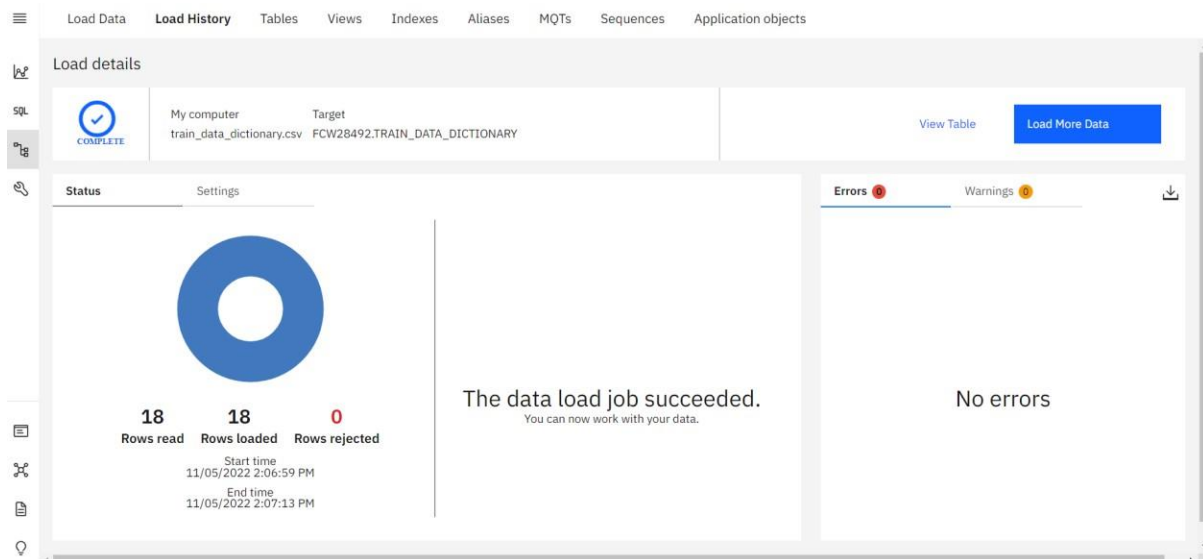 Load Data Load History Tables Views Indexes Aliases MQTs Sequences Application objects
Load details
SQL
COMPLETE
My computer Target
train_data_dictionary.csv FCW28492.TRAIN_DATA_DICTIONARY
View Table Load More Data
Status Settings
Errors 0 Warnings 0
18 18 0
Rows read Rows loaded Rows rejected
Start time
11/05/2022 2:06:59 PM
End time
11/05/2022 2:07:13 PM
The data load job succeeded.
You can now work with your data.
No errors